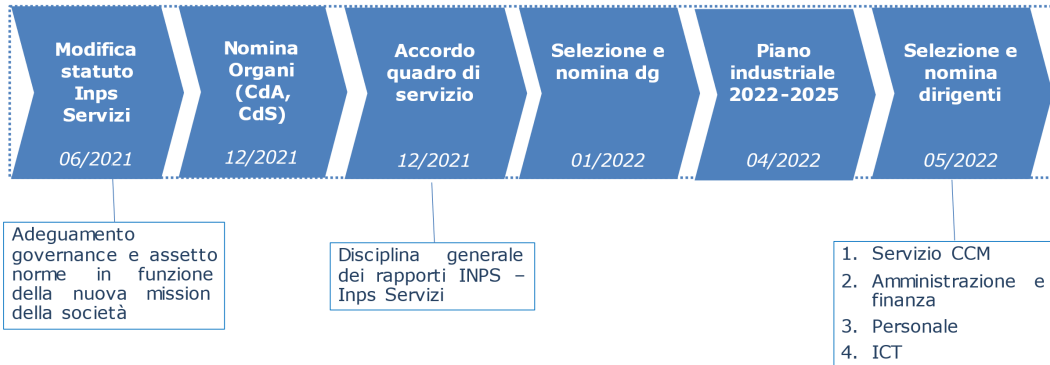 Modifica
statuto
Inps
Servizi
06/2021
Nomina
Organi
(CdA,
CdS)
12/2021
Accordo
quadro di
servizio
12/2021
Selezione e
nomina dg
01/2022
Piano
industriale
2022-2025
04/2022
Selezione e
nomina
dirigenti
05/2022
Adeguamento
governance e assetto
norme in funzione
della nuova mission
della società
Disciplina generale
dei rapporti INPS –
Inps Servizi
1. Servizio CCM
2. Amministrazione e
finanza
3. Personale
4. ICT